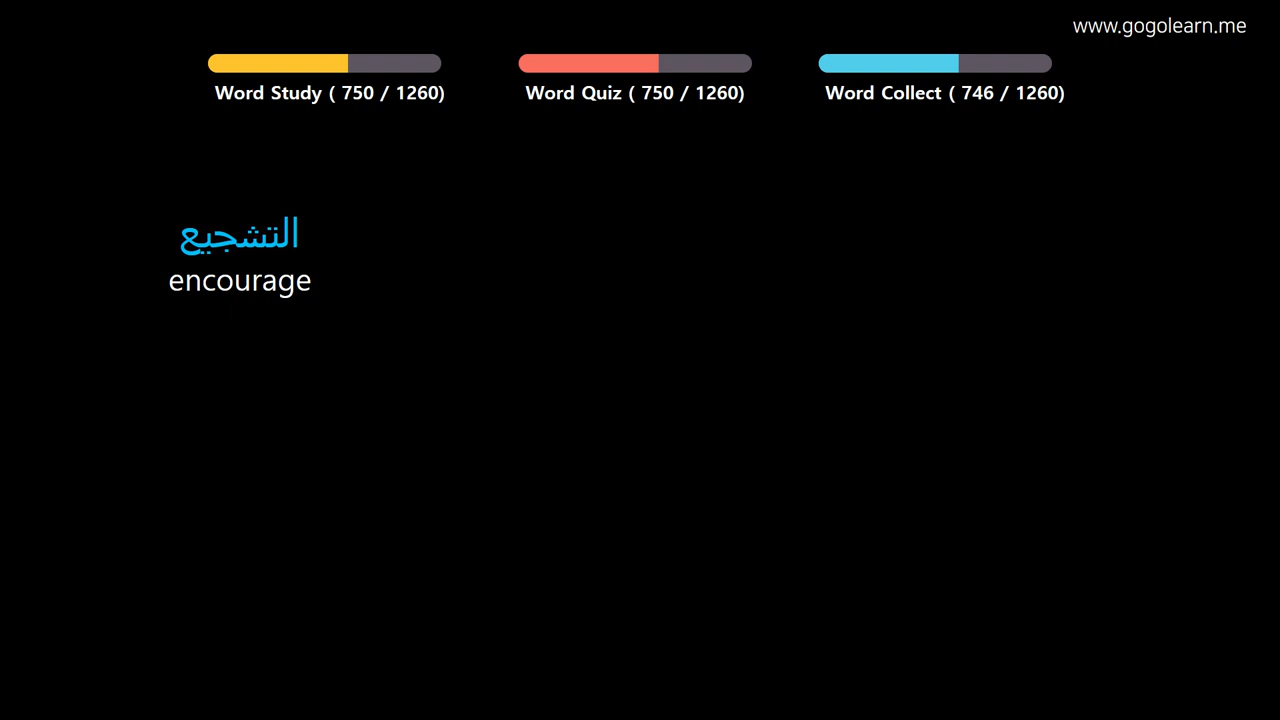 www.gogolearn.me
Word Study ( 750 / 1260)
Word Quiz ( 750 / 1260)
Word Collect ( 746 / 1260)
التشجيع
encourage